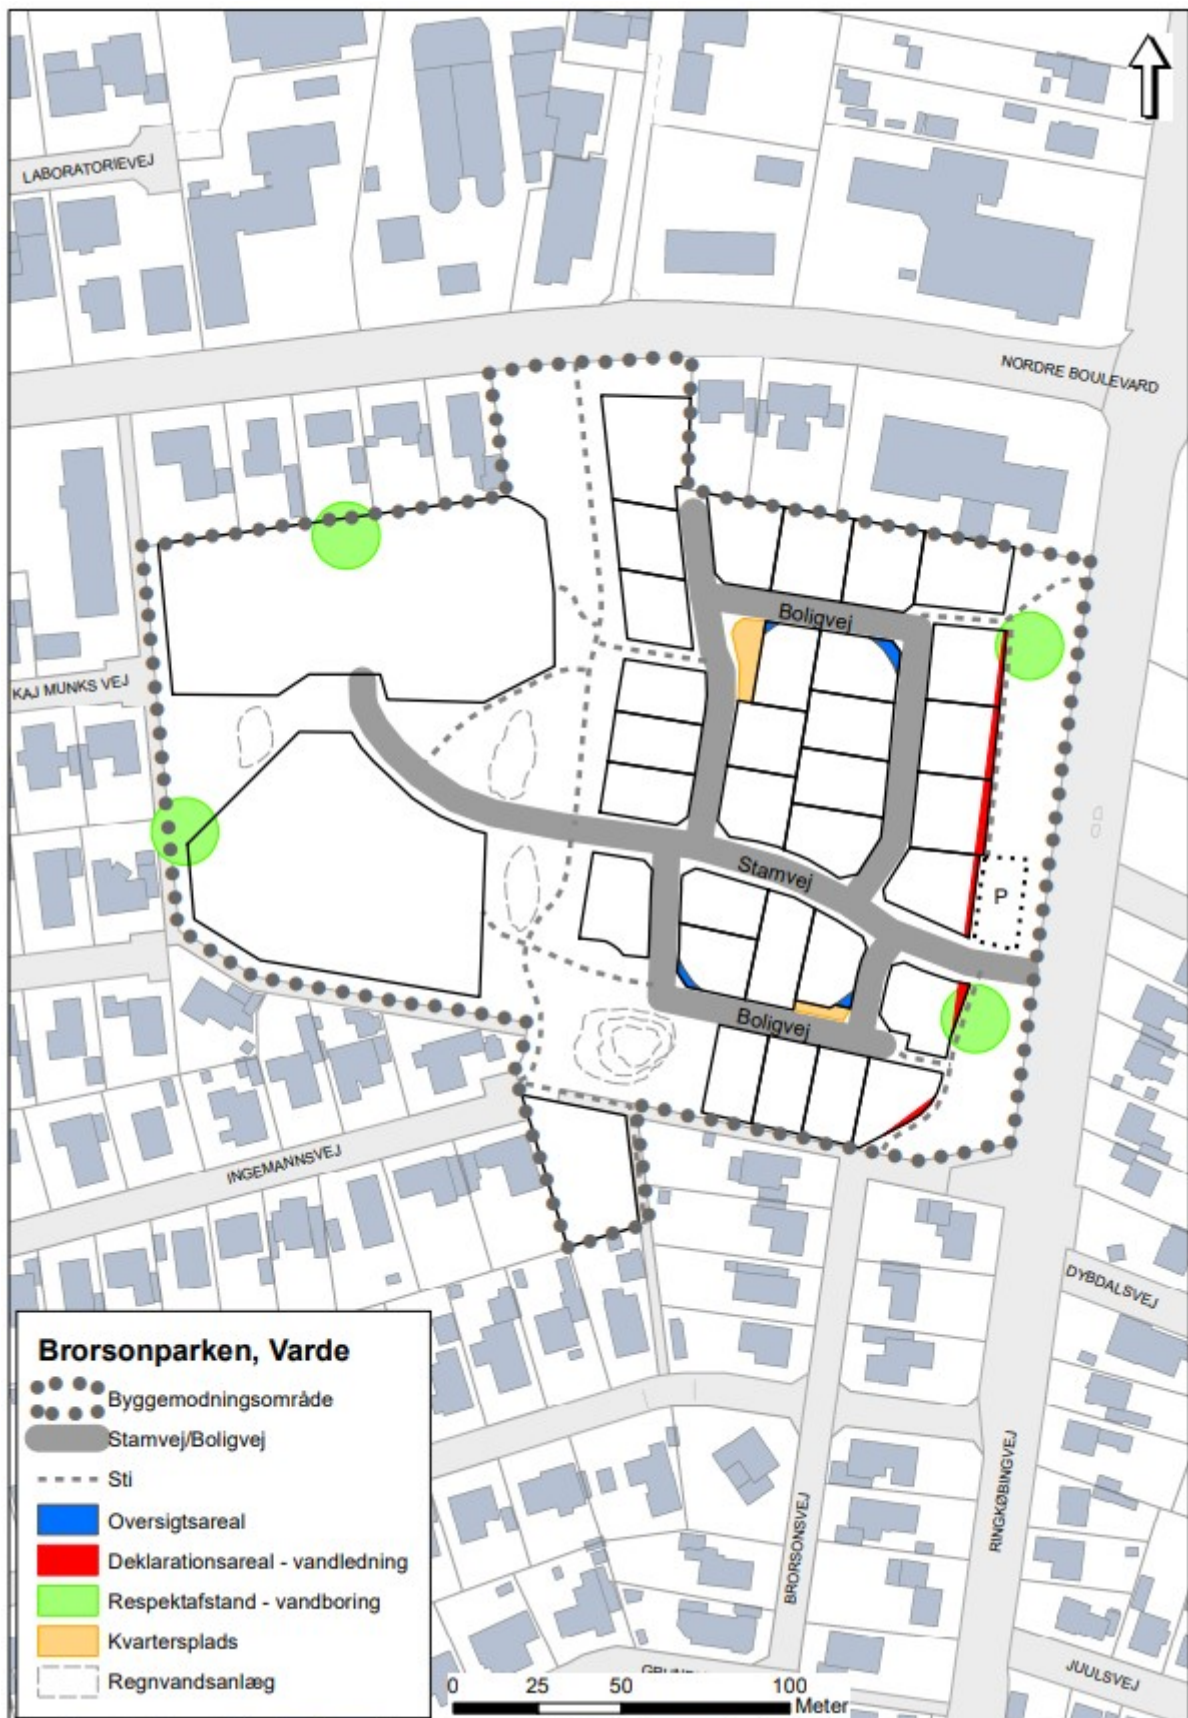 LABORATORIEVEJ
NORDRE BOULEVARD
Boligvej
KAJ MUNKS VEJ
Stamvej
P
Boligvej
INGEMANNSVEJ
DYBDALSVEJ
Brorsonparken, Varde
Byggemodningsområde
Stamvej/Boligvej
Sti
Oversigtsareal
Deklarationsareal - vandledning
Respektafstand - vandboring
Kvartersplads
Regnvandsanlæg
BRORSONSVEJ
RINGKØBINGVEJ
JUULSVEJ
0 25 50 100
Meter